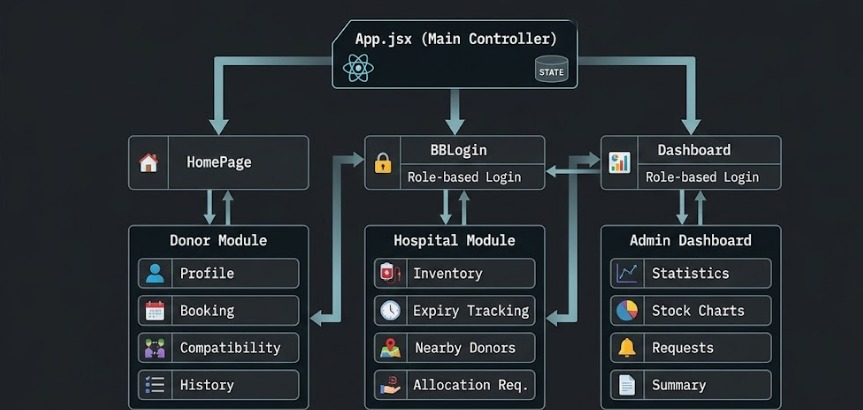 App.jsx (Main Controller)
STATE
HomePage
BBLogin
Role-based Login
Dashboard
Role-based Login
Donor Module
Profile
Booking
Compatibility
History
Hospital Module
Inventory
Expiry Tracking
Nearby Donors
Allocation Req.
Admin Dashboard
Statistics
Stock Charts
Requests
Summary